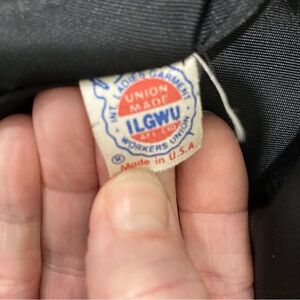 INT. LADIES GARMENT
WORKERS UNION
UNION
MADE
ILGWU
AFL CIO
®
Made in U.S.A.